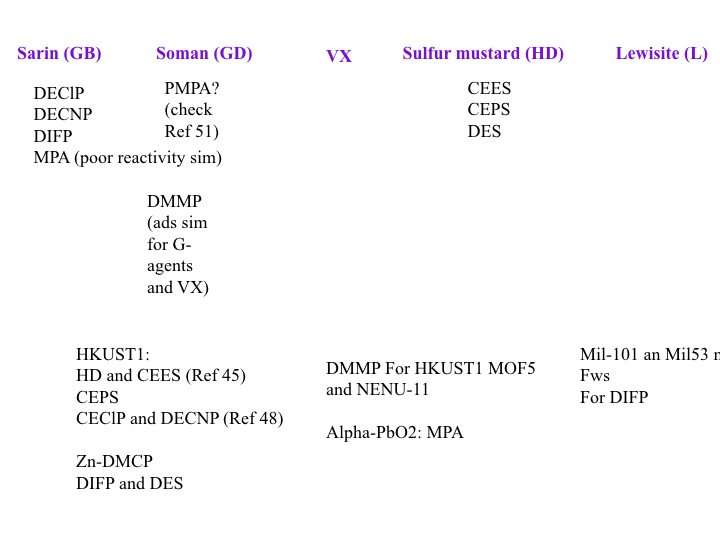 Sarin (GB) Soman (GD) VX Sulfur mustard (HD) Lewisite (L)
DEClP
DECNP
DIFP
MPA (poor reactivity sim)
PMPA?
(check
Ref 51)
CEES
CEPS
DES
DMMP
(ads sim
for G-
agents
and VX)
HKUST1:
HD and CEES (Ref 45)
CEPS
CEClP and DECNP (Ref 48)
Zn-DMCP
DIFP and DES
DMMP For HKUST1 MOF5
and NENU-11
Alpha-PbO2: MPA
Mil-101 an Mil53 
Fws
For DIFP